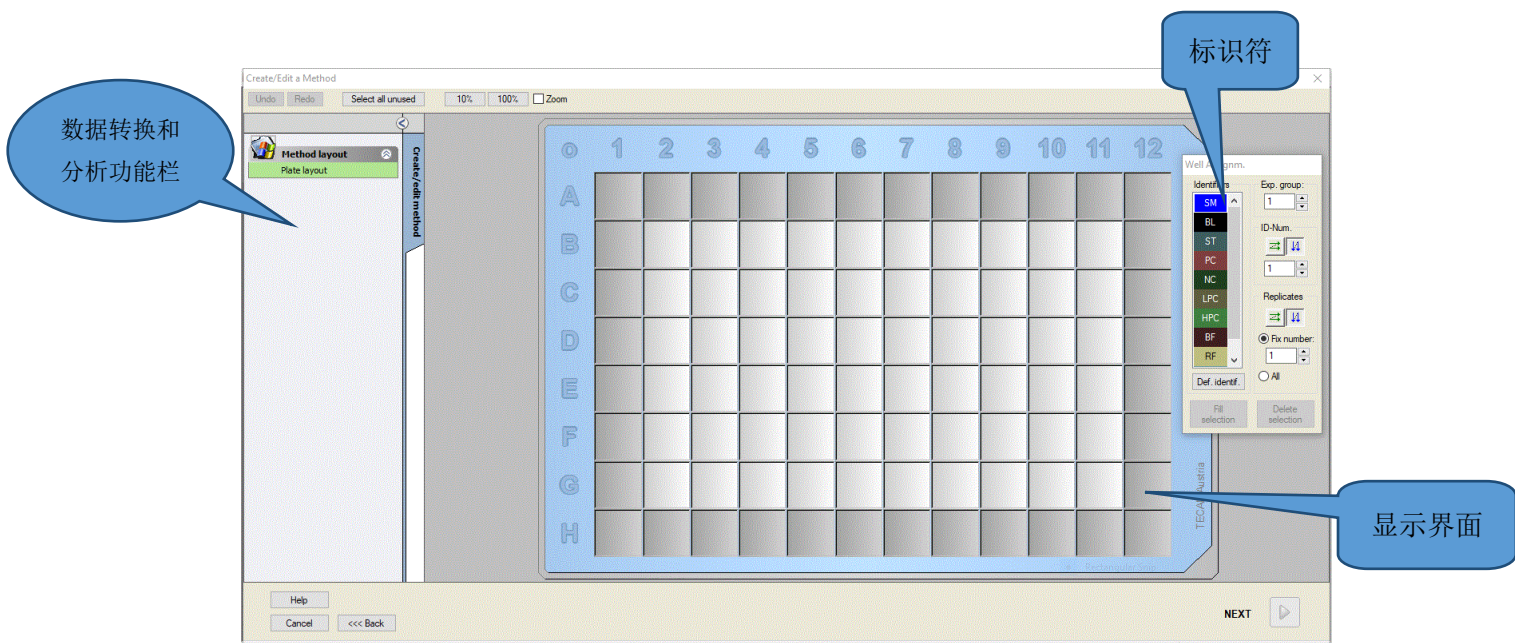 标识符
数据转换和
分析功能栏
Create/Edit a Method
Undo Redo Select all unused 10% 100% Zoom
Method layout
Plate layout
Create/edit method
o 1 2 3 4 5 6 7 8 9 10 11 12
A
B
C
D
E
F
G
H
Well Assignm.
Identifiers
SM
BL
ST
PC
NC
LPC
HPC
BF
RF
Def. identif.
Exp. group:
1
ID-Num.
1
Replicates
Fix number:
1
All
Fill
selection
Delete
selection
TECAN Austria
显示界面
Help
Cancel <<< Back
NEXT